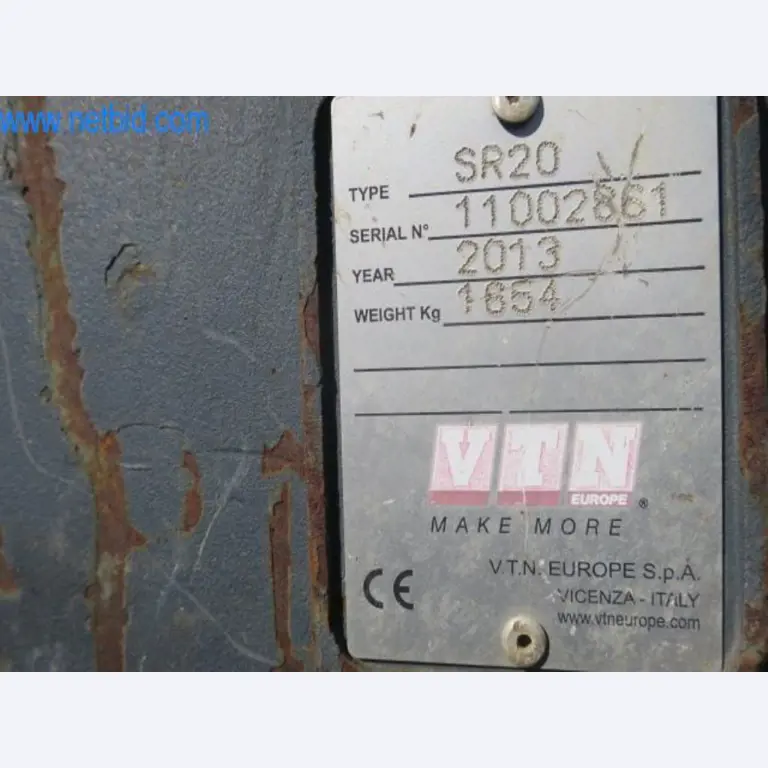 www.netbid.com
TYPE SR20
SERIAL N° 11002861
YEAR 2013
WEIGHT Kg 1654
VTN
EUROPE ®
MAKE MORE
CE
V.T.N. EUROPE S.p.A.
VICENZA - ITALY
www.vtneurope.com